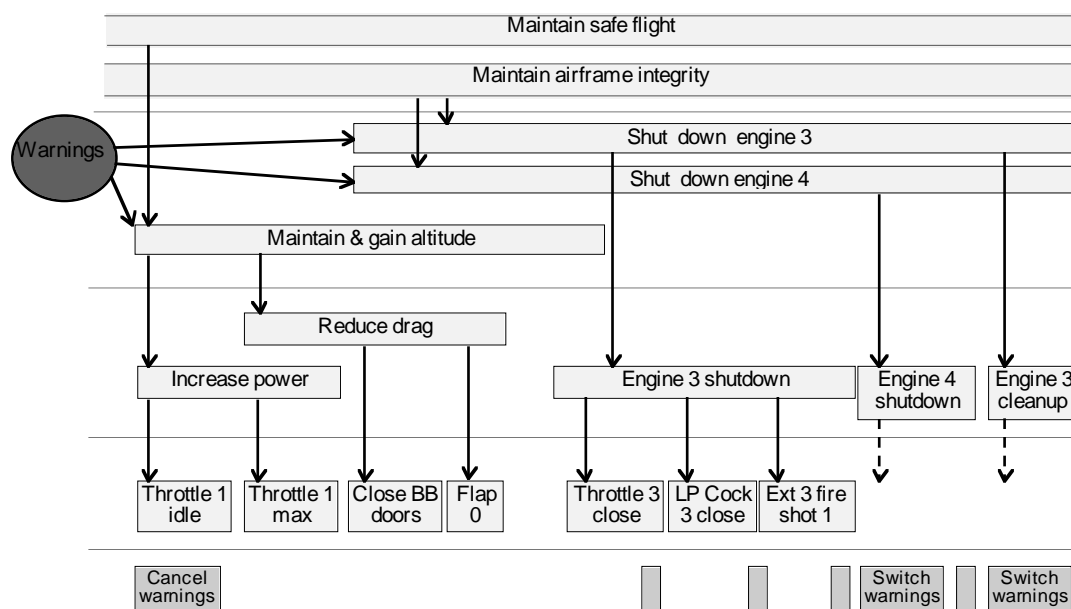 Maintain safe flight
Maintain airframe integrity
Shut down engine 3
Warnings
Shut down engine 4
Maintain & gain altitude
Reduce drag
Increase power
Engine 3 shutdown
Engine 4
shutdown
Engine 3
cleanup
Throttle 1
idle
Throttle 1
max
Close BB
doors
Flap
0
Throttle 3
close
LP Cock
3 close
Ext 3 fire
shot 1
Cancel
warnings
Switch
warnings
Switch
warnings